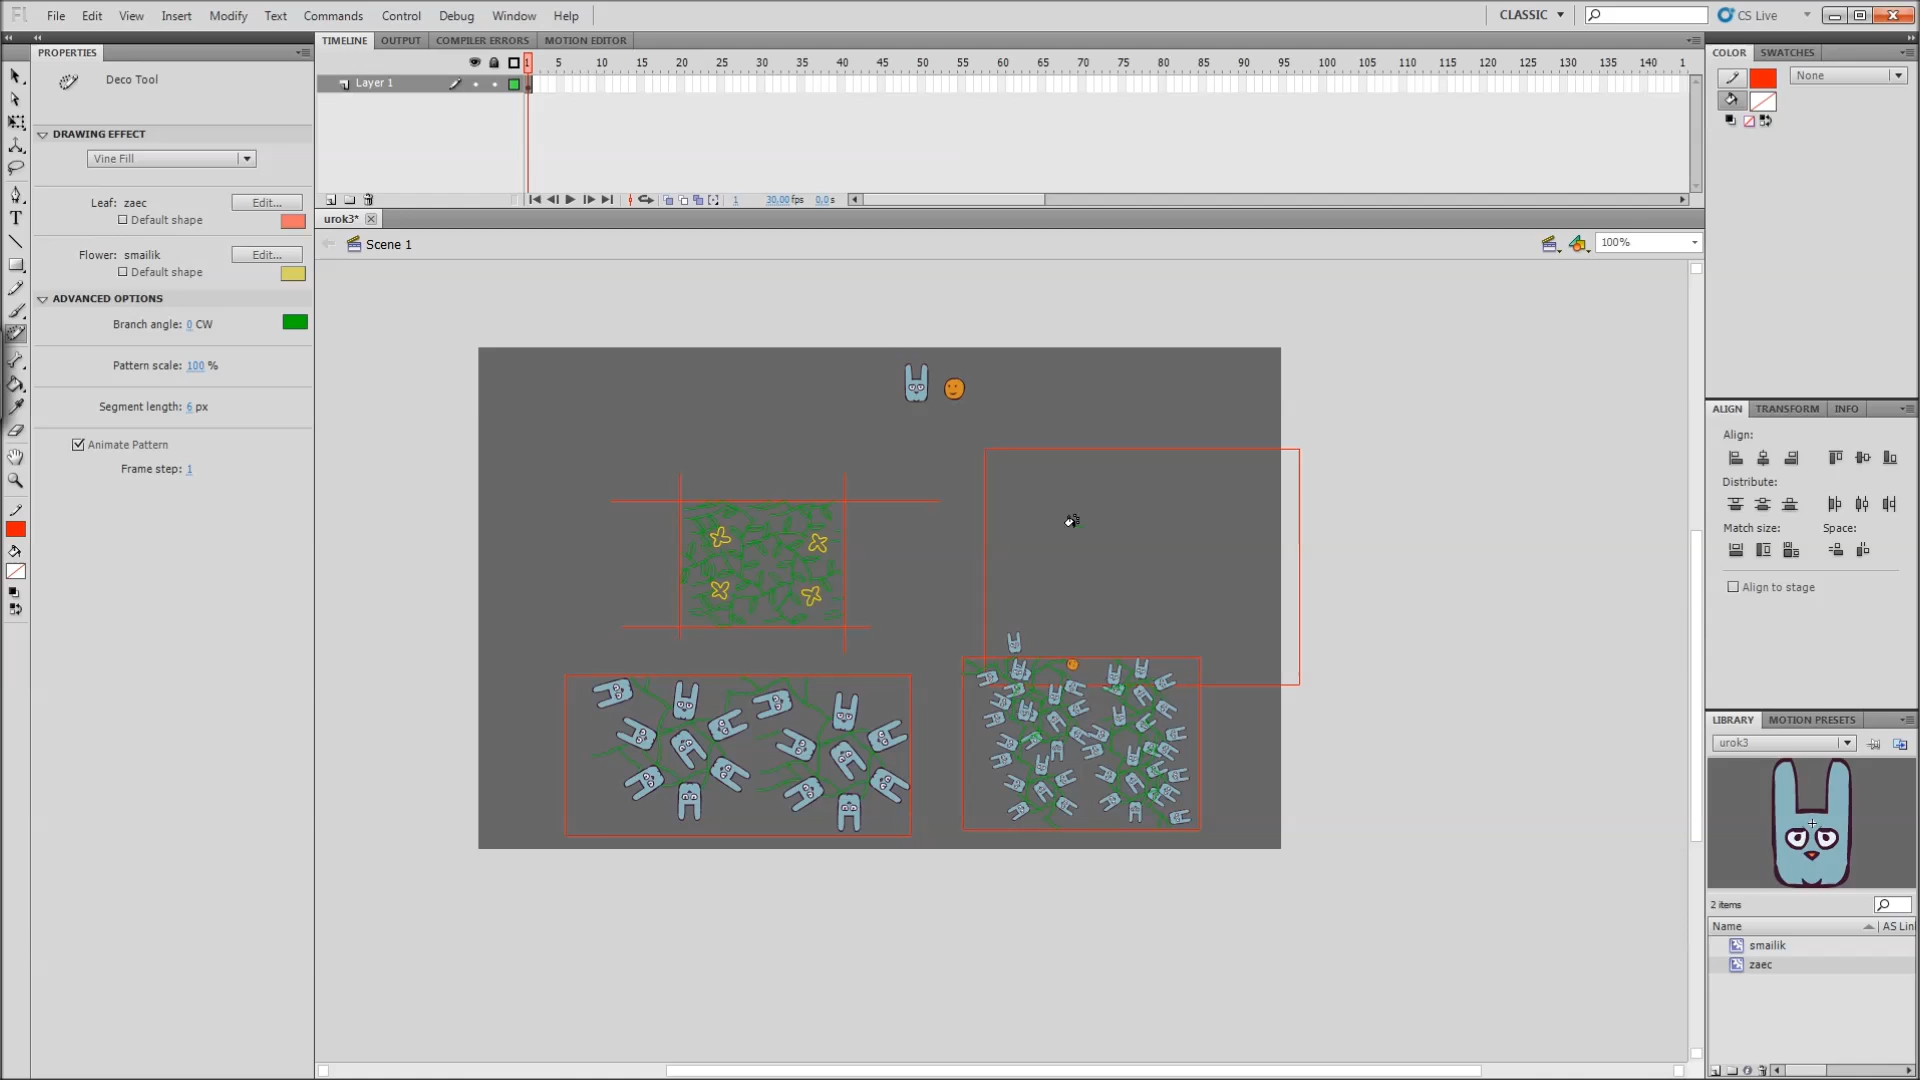 Fl File Edit View Insert Modify Text Commands Control Debug Window Help CLASSIC CS Live
PROPERTIES
Deco Tool
DRAWING EFFECT
Vine Fill
Leaf: zaec Edit...
Default shape
Flower: smailik Edit...
Default shape
ADVANCED OPTIONS
Branch angle: 0 CW
Pattern scale: 100 %
Segment length: 6 px
Animate Pattern
Frame step: 1
TIMELINE OUTPUT COMPILER ERRORS MOTION EDITOR
1 5 10 15 20 25 30 35 40 45 50 55 60 65 70 75 80 85 90 95 100 105 110 115 120 125 130 135 140 1
Layer 1
1 30.00 fps 0.0 s
urok3*
Scene 1 100%
COLOR SWATCHES
None
ALIGN TRANSFORM INFO
Align:
Distribute:
Match size: Space:
Align to stage
LIBRARY MOTION PRESETS
urok3
2 items
Name AS Lin
smailik
zaec